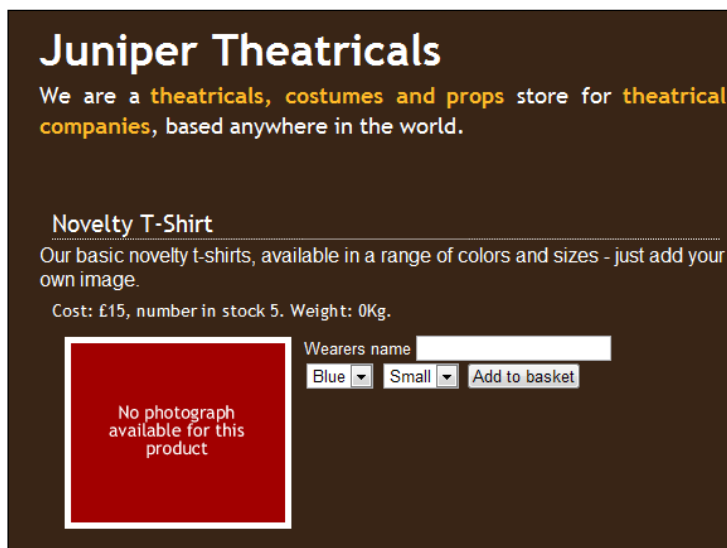 Juniper Theatricals
We are a theatricals, costumes and props store for theatrical
companies, based anywhere in the world.
Novelty T-Shirt
Our basic novelty t-shirts, available in a range of colors and sizes - just add your
own image.
Cost: £15, number in stock 5. Weight: 0Kg.
Wearers name
Blue Small Add to basket
No photograph
available for this
product